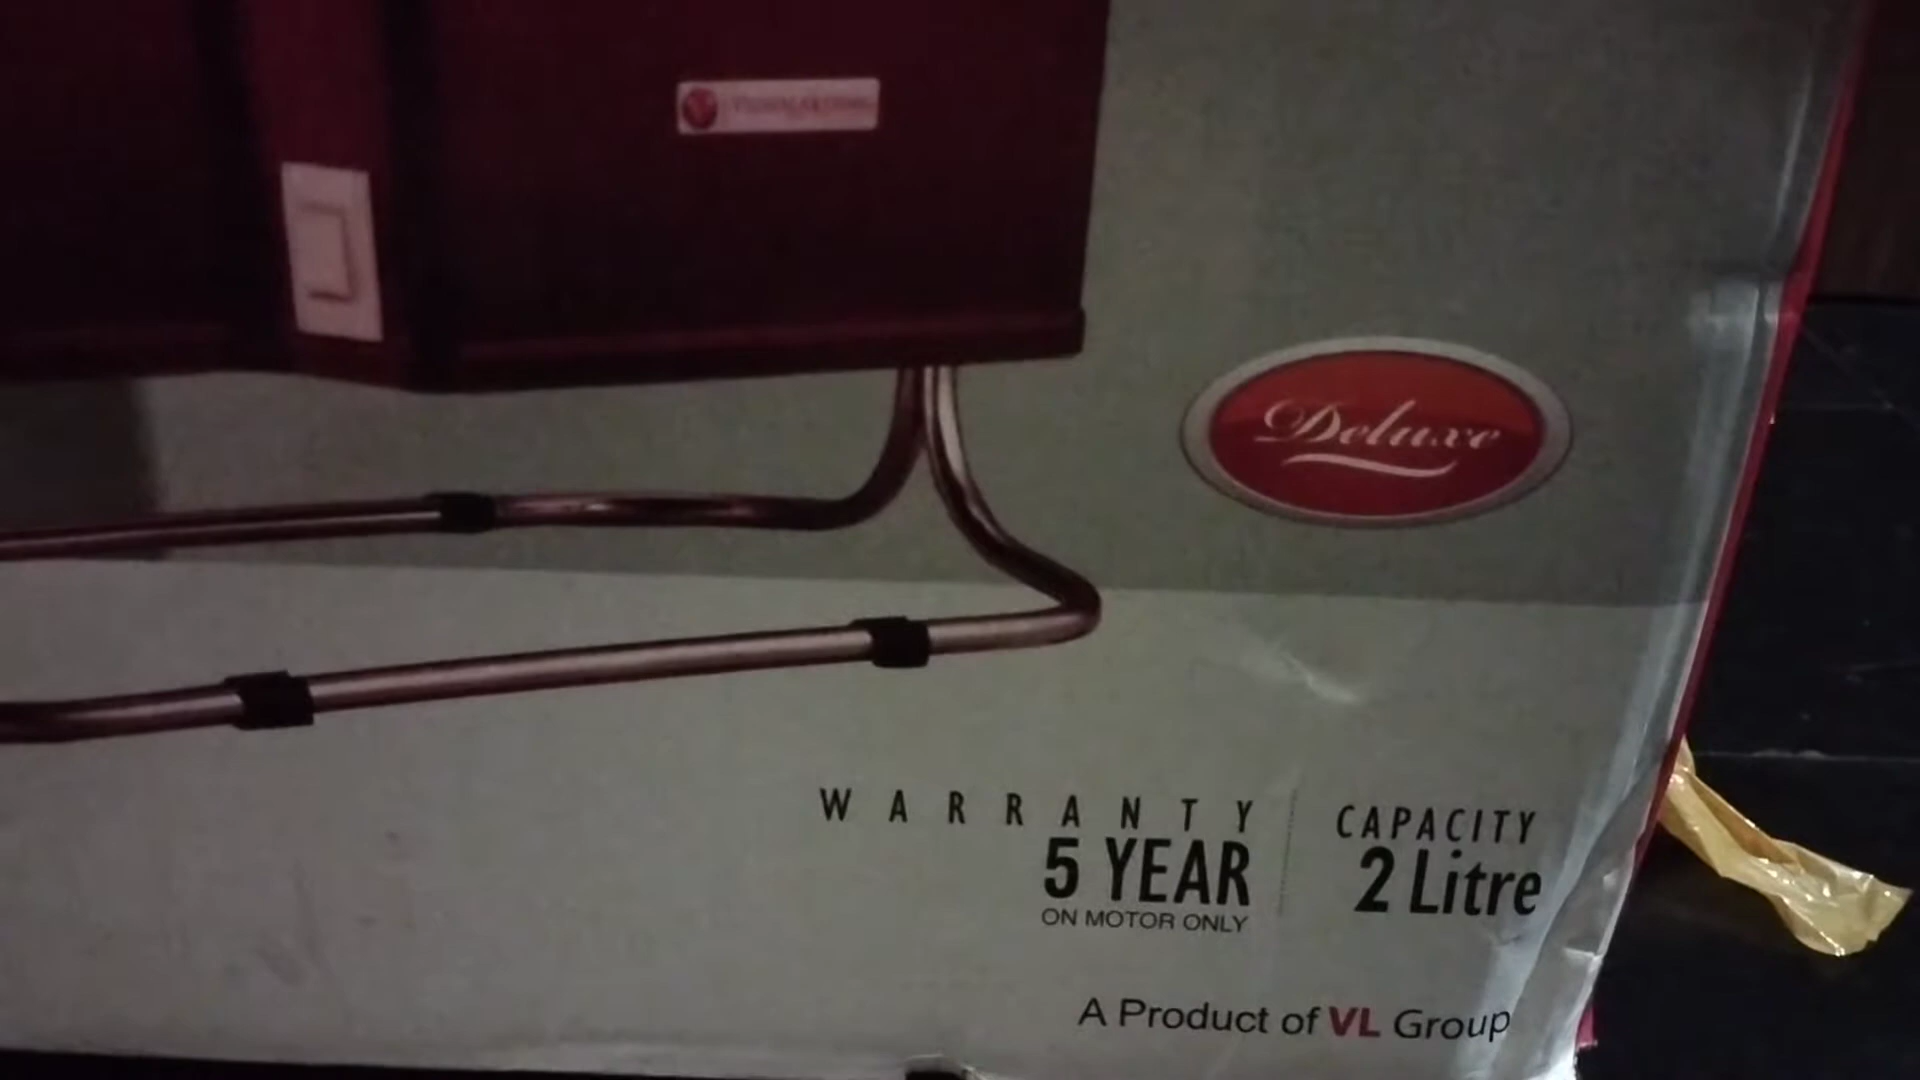 Deluxe
WARRANTY
5 YEAR
ON MOTOR ONLY
CAPACITY
2 Litre
A Product of VL Group